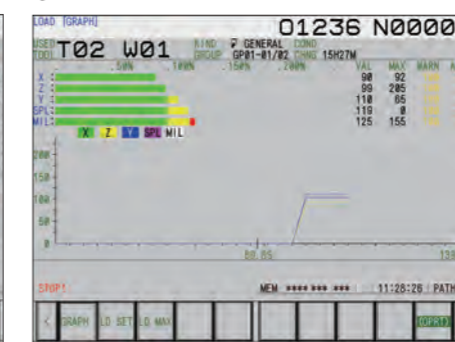 LOAD [GRAPH] O1236 N0000
USED TOOL T02 W01 KIND GENERAL COND
GROUP GP01-01/02 CHNG 15H27M
50% 100% 150% 200% VAL MAX WARN A
X : 90 92
Z : 99 205
Y : 110 65
SPL: 119 0
MIL: 125 155
X Z Y SPL MIL
200
150
100
50
0
80.0S
STOP! MEM **** *** *** 11:28:26 PATH
< GRAPH LD SET LD MAX (OPRT)